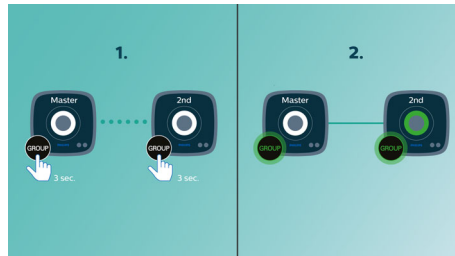 1.
Master
2nd
GROUP
GROUP
3 sec.
3 sec.
2.
Master
2nd
GROUP
GROUP